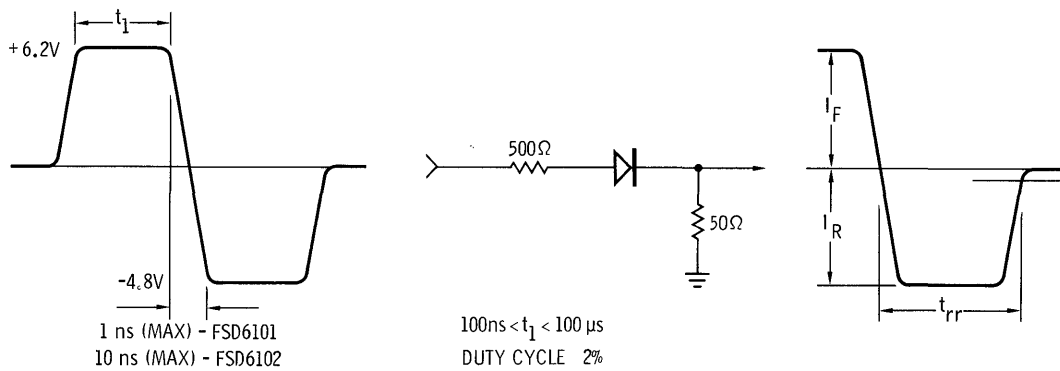 t1
+6.2V
-4.8V
1 ns (MAX) - FSD6101
10 ns (MAX) - FSD6102
500Ω
50Ω
100ns < t1 < 100 µs
DUTY CYCLE 2%
IF
IR
trr